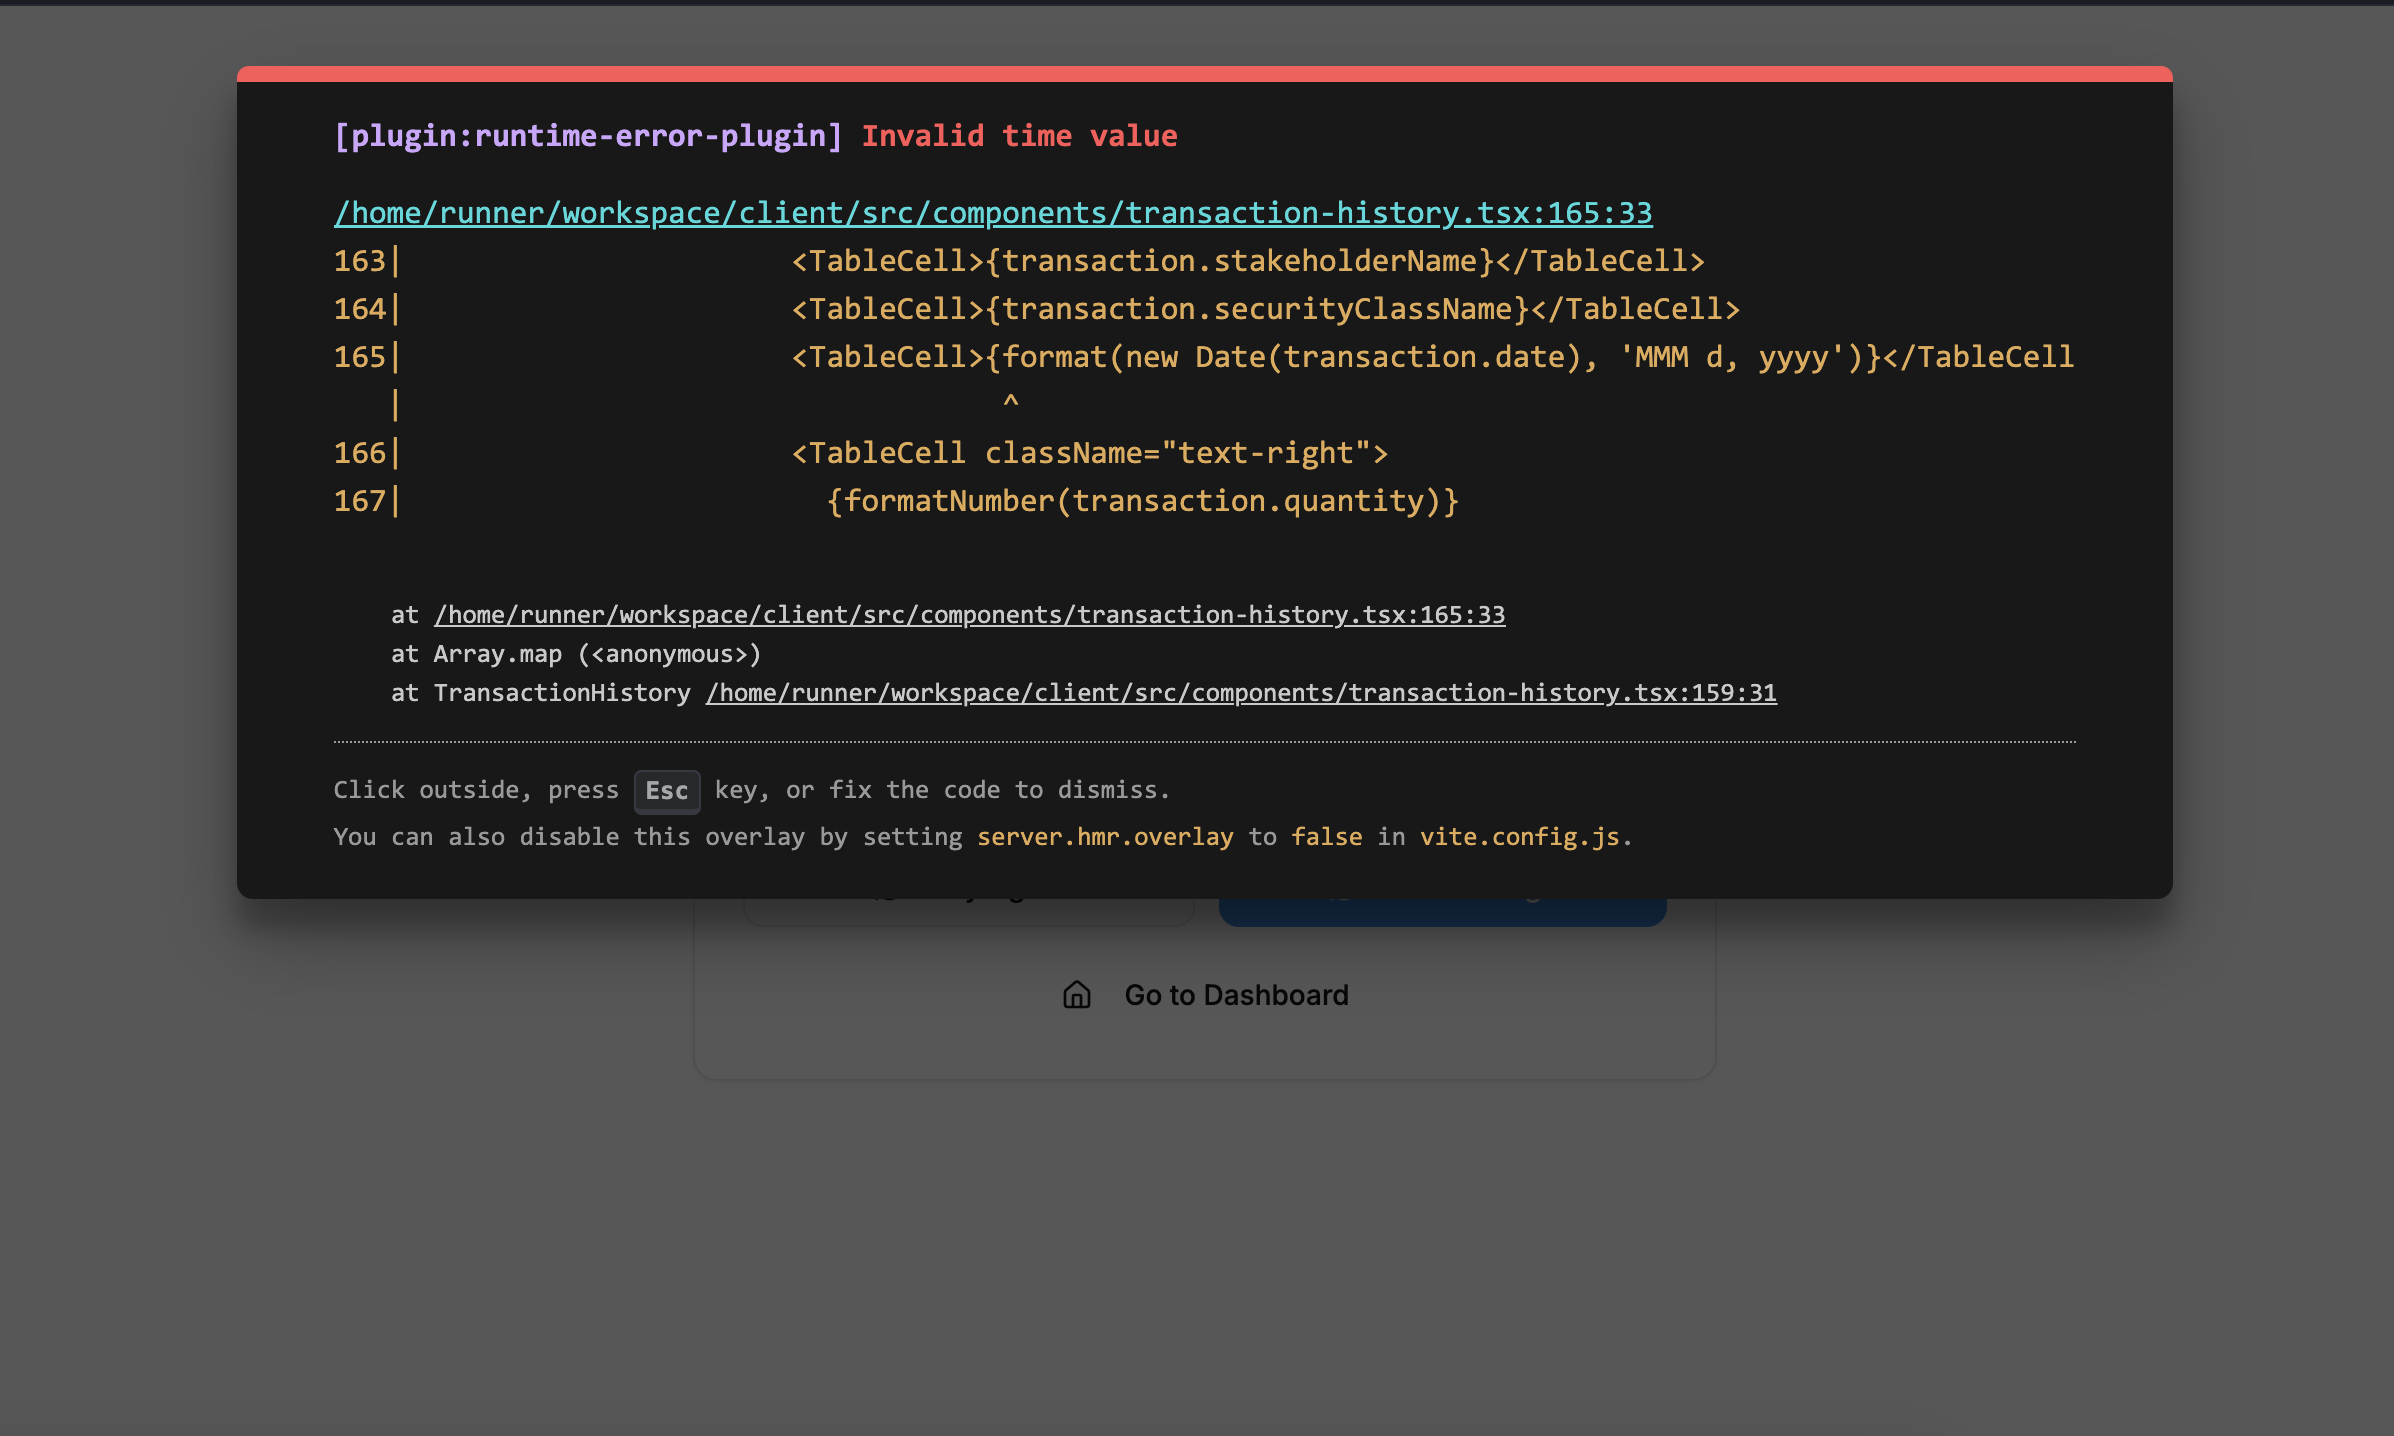 [plugin:runtime-error-plugin] Invalid time value
/home/runner/workspace/client/src/components/transaction-history.tsx:165:33
163|                      <TableCell>{transaction.stakeholderName}</TableCell>
164|                      <TableCell>{transaction.securityClassName}</TableCell>
165|                      <TableCell>{format(new Date(transaction.date), 'MMM d, yyyy')}</TableCell
   |                                  ^
166|                      <TableCell className="text-right">
167|                        {formatNumber(transaction.quantity)}
at /home/runner/workspace/client/src/components/transaction-history.tsx:165:33
at Array.map (<anonymous>)
at TransactionHistory /home/runner/workspace/client/src/components/transaction-history.tsx:159:31
Click outside, press Esc key, or fix the code to dismiss.
You can also disable this overlay by setting server.hmr.overlay to false in vite.config.js.
Go to Dashboard